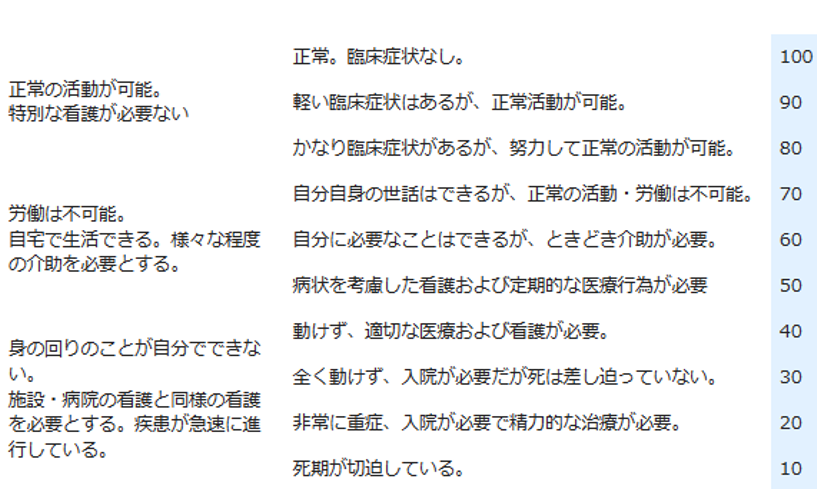 正常。臨床症状なし。 100
正常の活動が可能。
特別な看護が必要ない
軽い臨床症状はあるが、正常活動が可能。 90
かなり臨床症状があるが、努力して正常の活動が可能。 80
自分自身の世話はできるが、正常の活動・労働は不可能。 70
労働は不可能。
自宅で生活できる。様々な程度
の介助を必要とする。
自分に必要なことはできるが、ときどき介助が必要。 60
病状を考慮した看護および定期的な医療行為が必要 50
動けず、適切な医療および看護が必要。 40
身の回りのことが自分でできな
い。
施設・病院の看護と同様の看護
を必要とする。疾患が急速に進
行している。
全く動けず、入院が必要だが死は差し迫っていない。 30
非常に重症、入院が必要で精力的な治療が必要。 20
死期が切迫している。 10